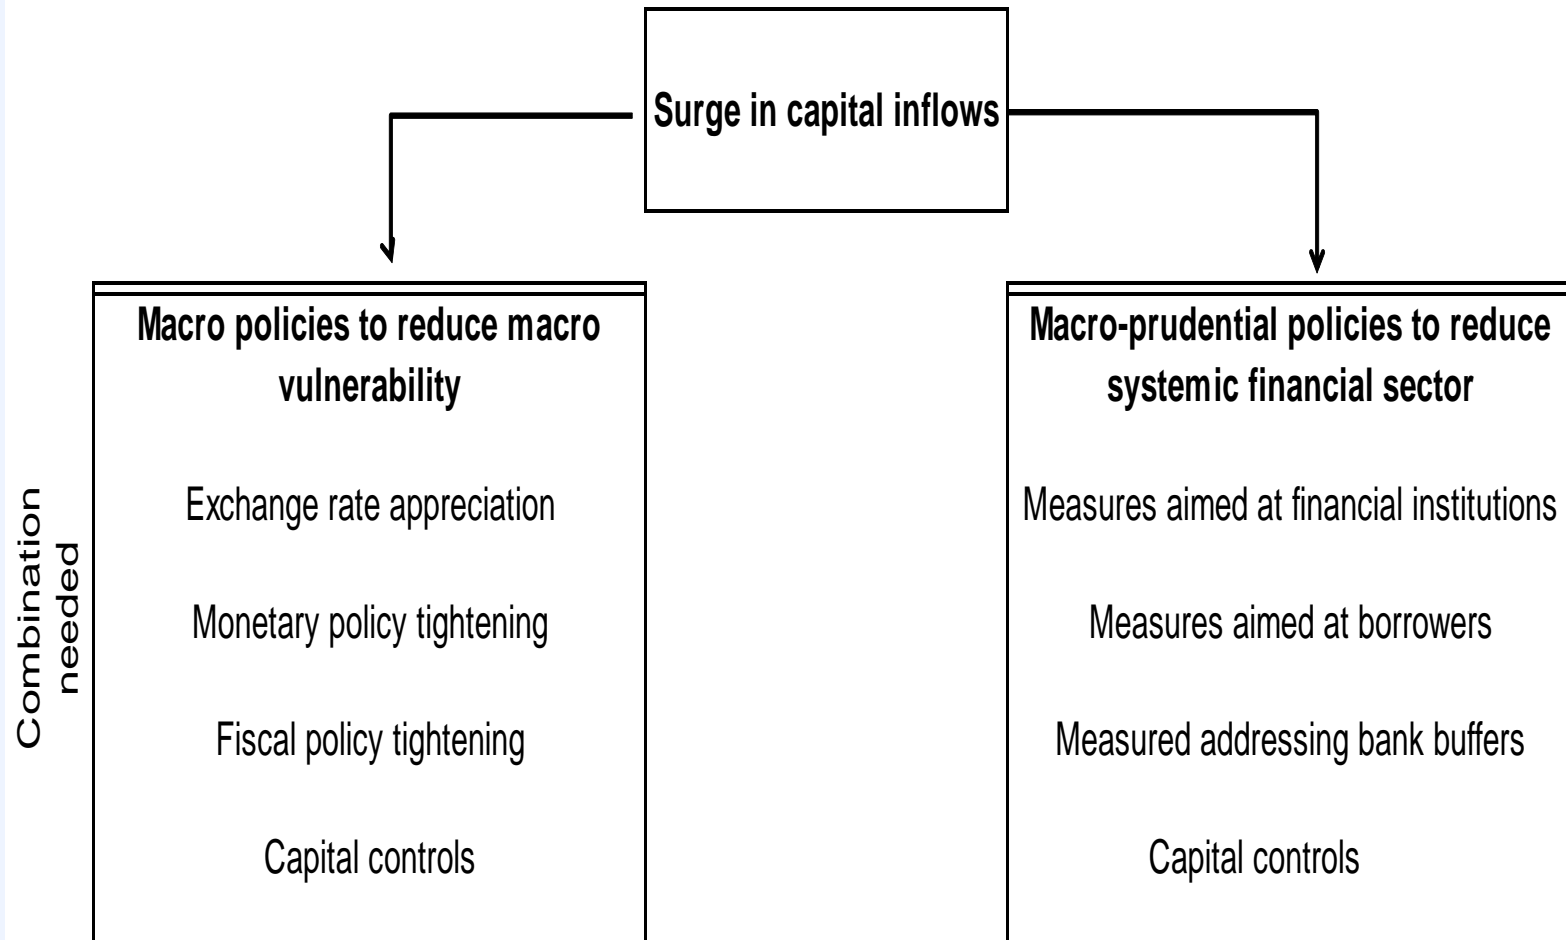 Surge in capital inflows
Macro policies to reduce macro
vulnerability
Exchange rate appreciation
Monetary policy tightening
Fiscal policy tightening
Capital controls
Macro-prudential policies to reduce
systemic financial sector
Measures aimed at financial institutions
Measures aimed at borrowers
Measured addressing bank buffers
Capital controls
Combination
needed